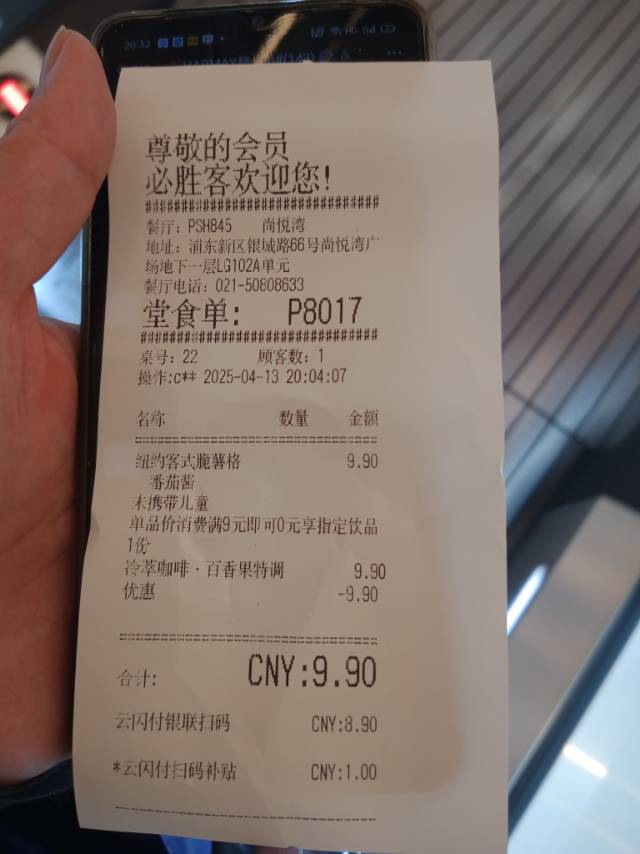 20:32
尊敬的会员
必胜客欢迎您!
##################################
餐厅: PSH845 尚悦湾
地址: 浦东新区银城路66号尚悦湾广
场地下一层LG102A单元
餐厅电话: 021-50808633
堂食单: P8017
##################################
桌号: 22 顾客数: 1
操作:c** 2025-04-13 20:04:07
名称 数量 金额
纽约客式脆薯格 9.90
番茄酱
未携带儿童
单品价消费满9元即可0元享指定饮品
1份
冷萃咖啡·百香果特调 9.90
优惠 -9.90
合计: CNY:9.90
云闪付银联扫码 CNY:8.90
*云闪付扫码补贴 CNY:1.00